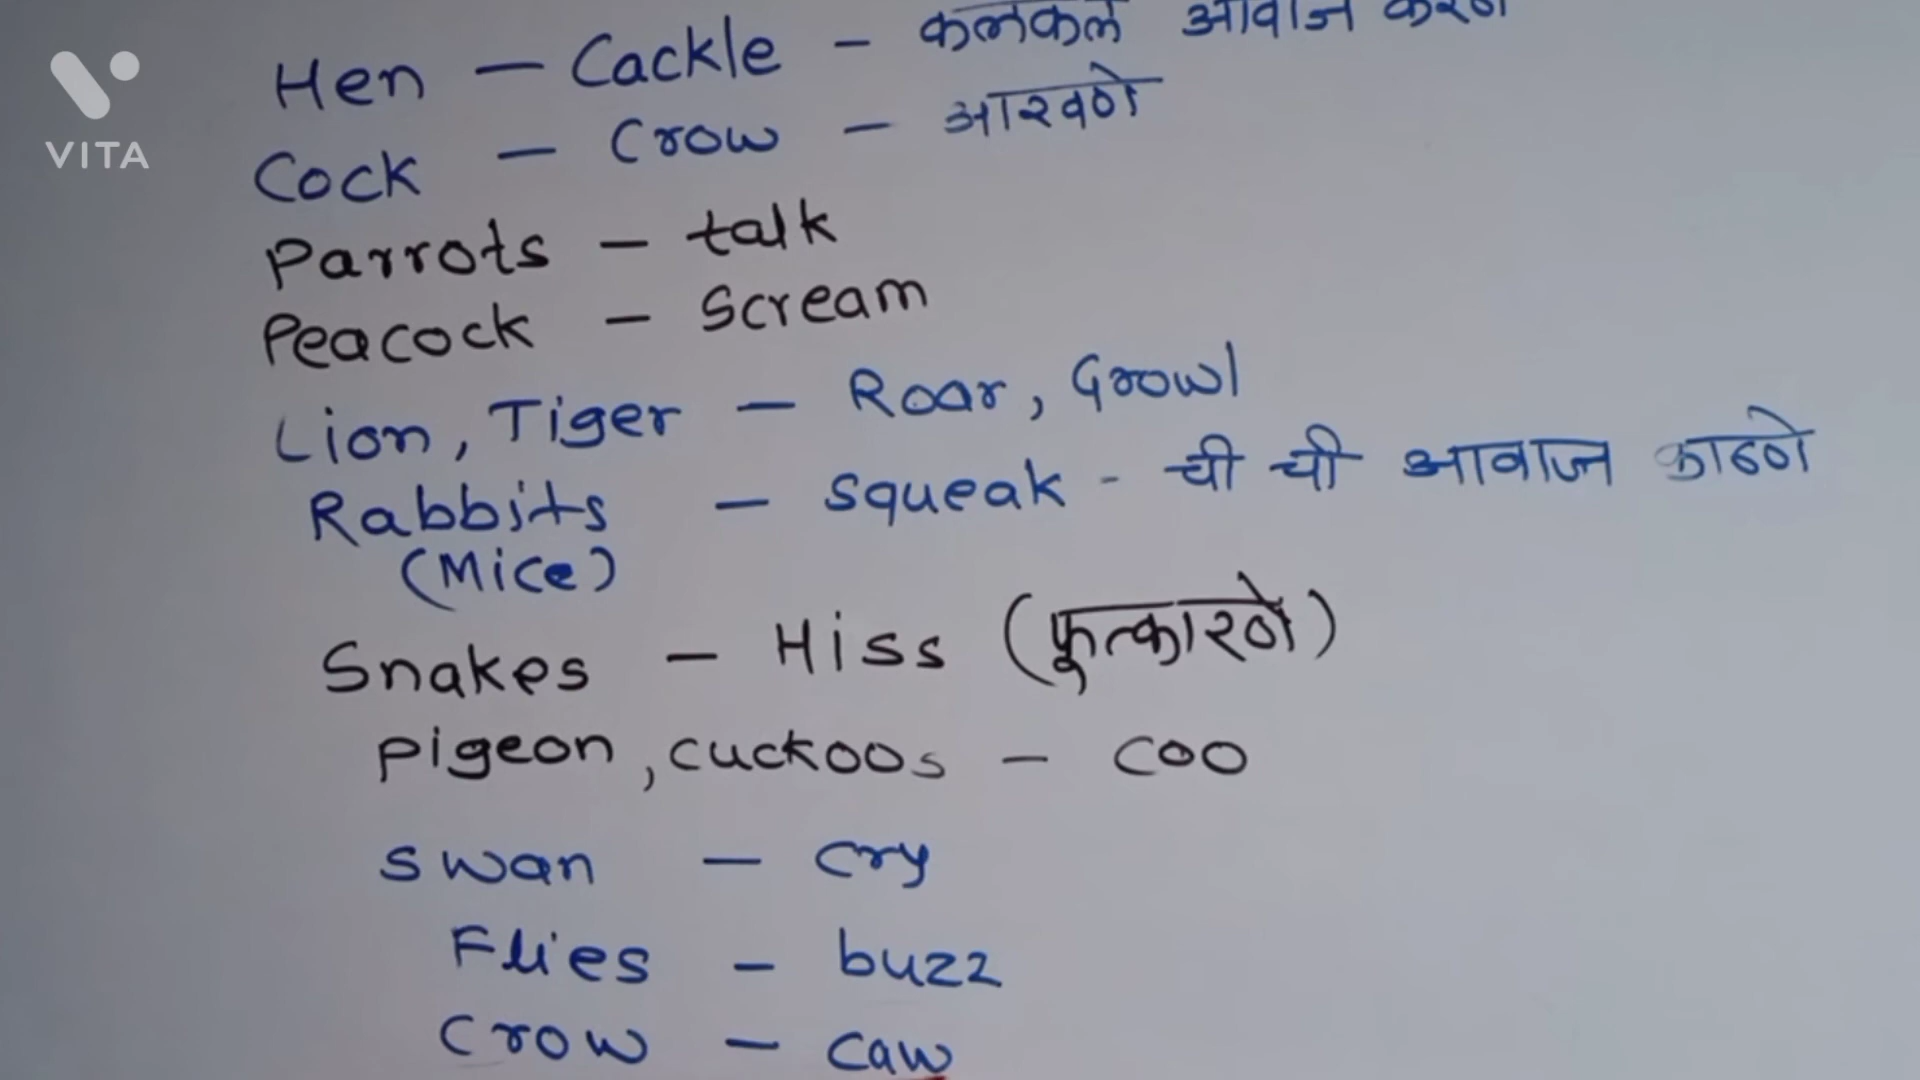 VITA
Hen - Cackle - कलकल आवाज करणे
Cock - Crow - आरवणे
Parrots - talk
Peacock - Scream
Lion, Tiger - Roar, Growl
Rabbits - squeak - ची ची आवाज काढणे
(Mice)
Snakes - Hiss (फूत्कारणे)
pigeon, cuckoos - coo
swan - cry
Flies - buzz
Crow - caw